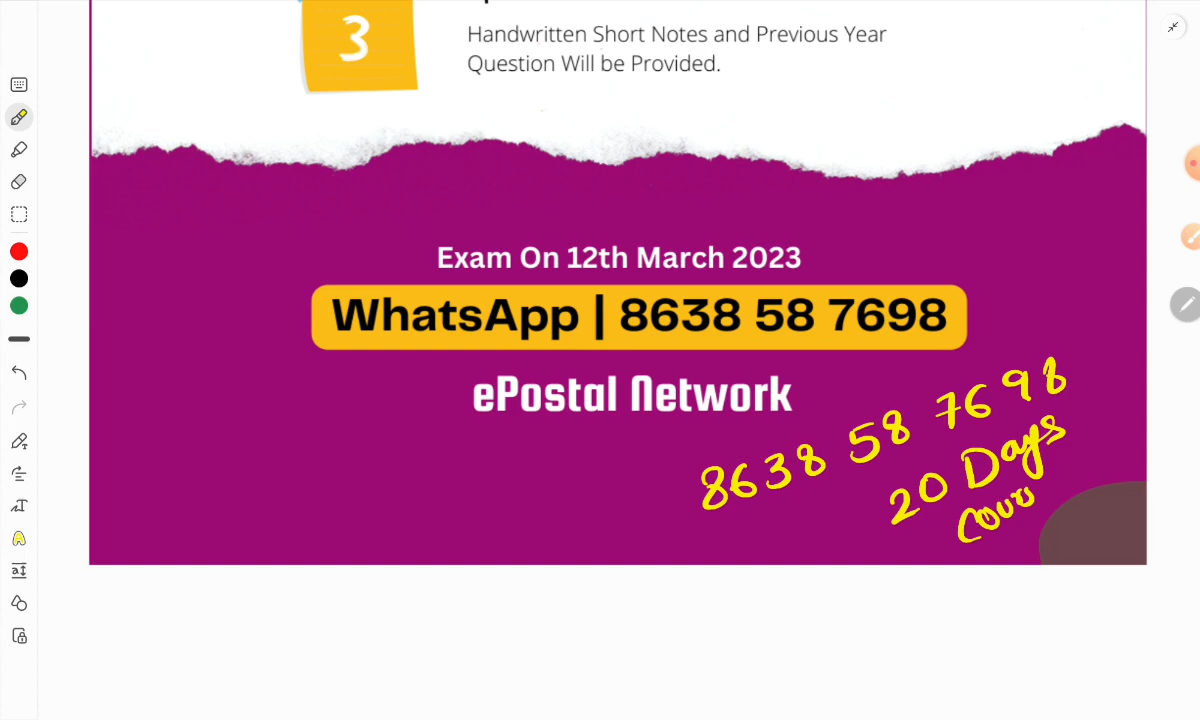 3
Handwritten Short Notes and Previous Year
Question Will be Provided.
Exam On 12th March 2023
WhatsApp | 8638 58 7698
ePostal Network
8638 58 7698
20 Days
Cours